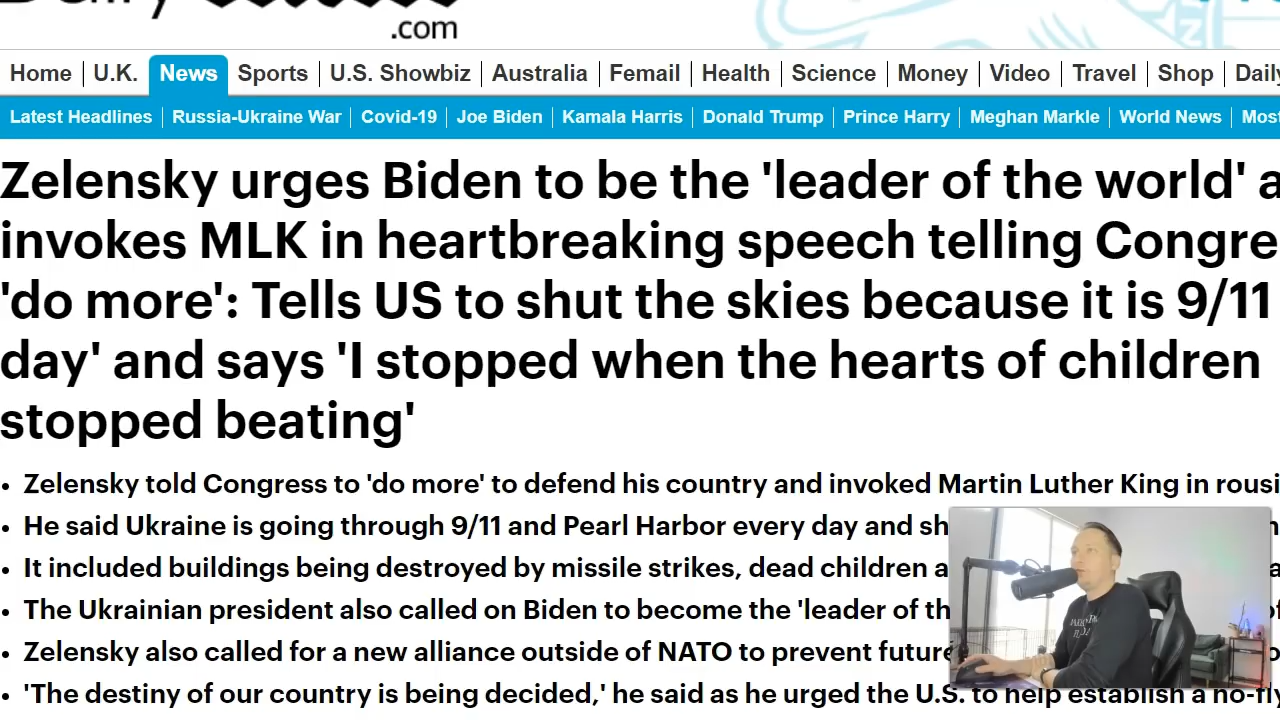 .com
Home U.K. News Sports U.S. Showbiz Australia Femail Health Science Money Video Travel Shop
Latest Headlines Russia-Ukraine War Covid-19 Joe Biden Kamala Harris Donald Trump Prince Harry Meghan Markle World News
Zelensky urges Biden to be the 'leader of the world'
invokes MLK in heartbreaking speech telling
'do more': Tells US to shut the skies because it is 9/11
day' and says 'I stopped when the hearts of children
stopped beating'
• Zelensky told Congress to 'do more' to defend his country and invoked Martin Luther King in
• He said Ukraine is going through 9/11 and Pearl Harbor every day and
• It included buildings being destroyed by missile strikes, dead children
• The Ukrainian president also called on Biden to become the 'leader of
• Zelensky also called for a new alliance outside of NATO to prevent
• 'The destiny of our country is being decided,' he said as he urged the U.S. to help establish a